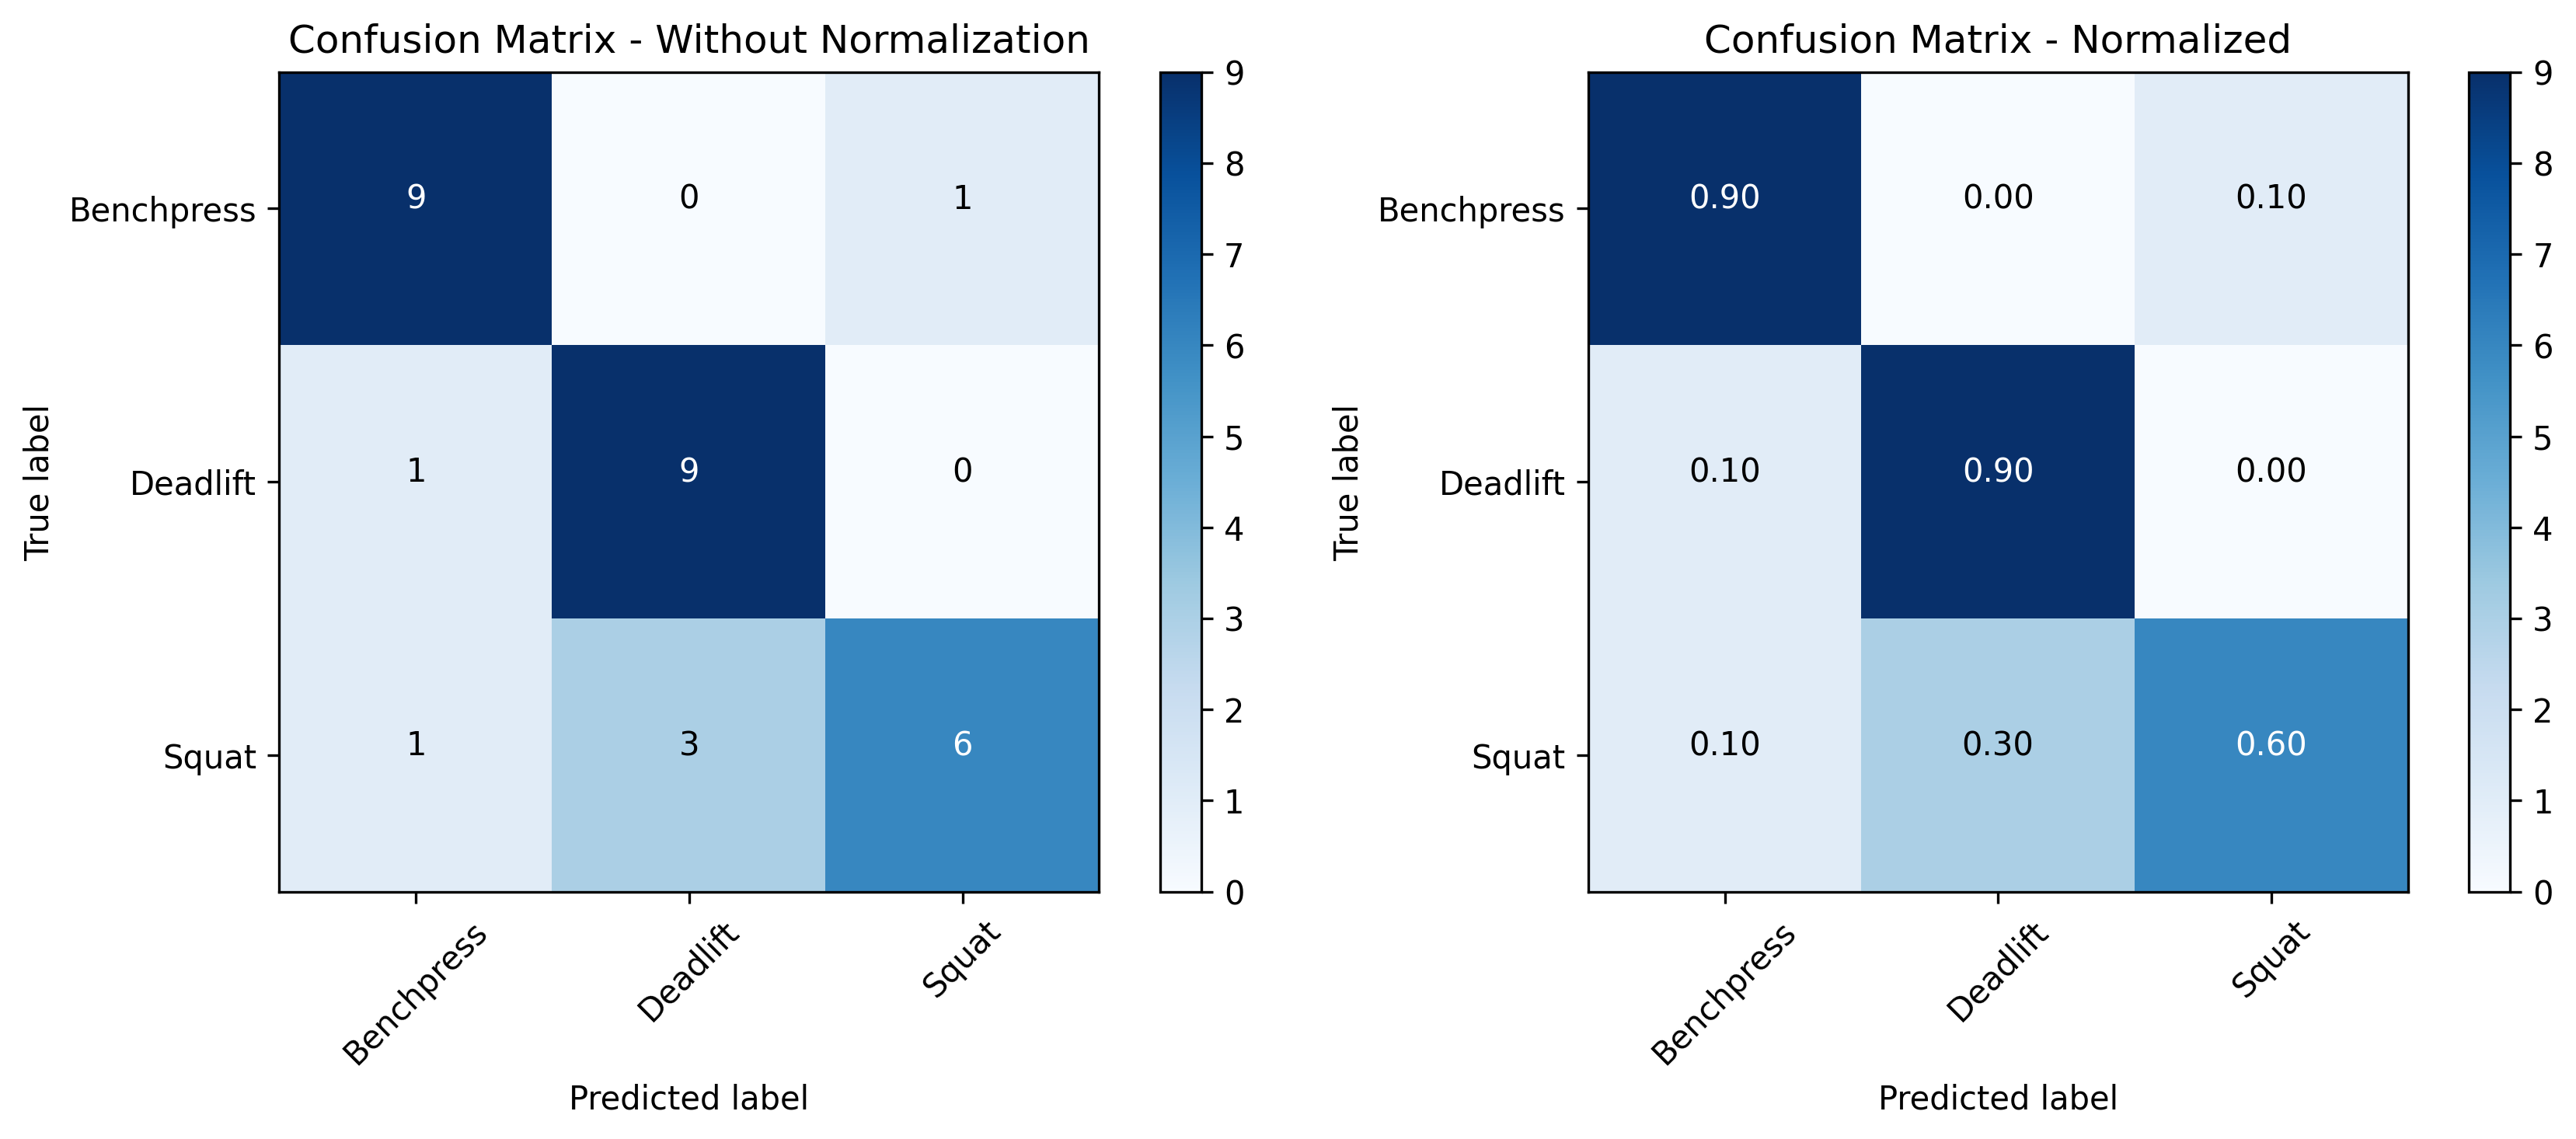 Confusion Matrix - Without Normalization
9
8
7
6
5
4
3
2
1
0
True label
Benchpress
Deadlift
Squat
9 0 1
1 9 0
1 3 6
Benchpress
Deadlift
Squat
Predicted label
Confusion Matrix - Normalized
9
8
7
6
5
4
3
2
1
0
True label
Benchpress
Deadlift
Squat
0.90 0.00 0.10
0.10 0.90 0.00
0.10 0.30 0.60
Benchpress
Deadlift
Squat
Predicted label